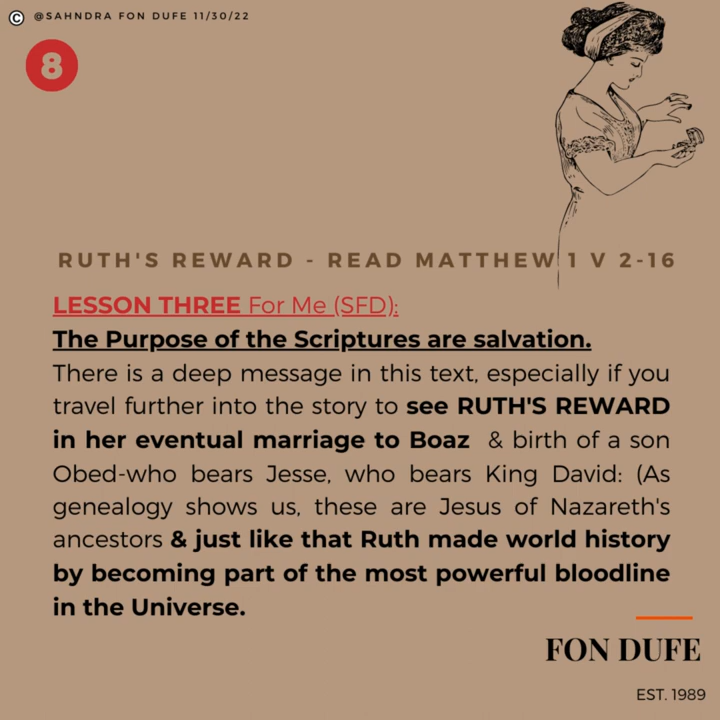 © @SAHNDRA FON DUFE 11/30/22
8
RUTH'S REWARD - READ MATTHEW 1 V 2-16
LESSON THREE For Me (SFD):
The Purpose of the Scriptures are salvation.
There is a deep message in this text, especially if you
travel further into the story to see RUTH'S REWARD
in her eventual marriage to Boaz & birth of a son
Obed-who bears Jesse, who bears King David: (As
genealogy shows us, these are Jesus of Nazareth's
ancestors & just like that Ruth made world history
by becoming part of the most powerful bloodline
in the Universe.
FON DUFE
EST. 1989